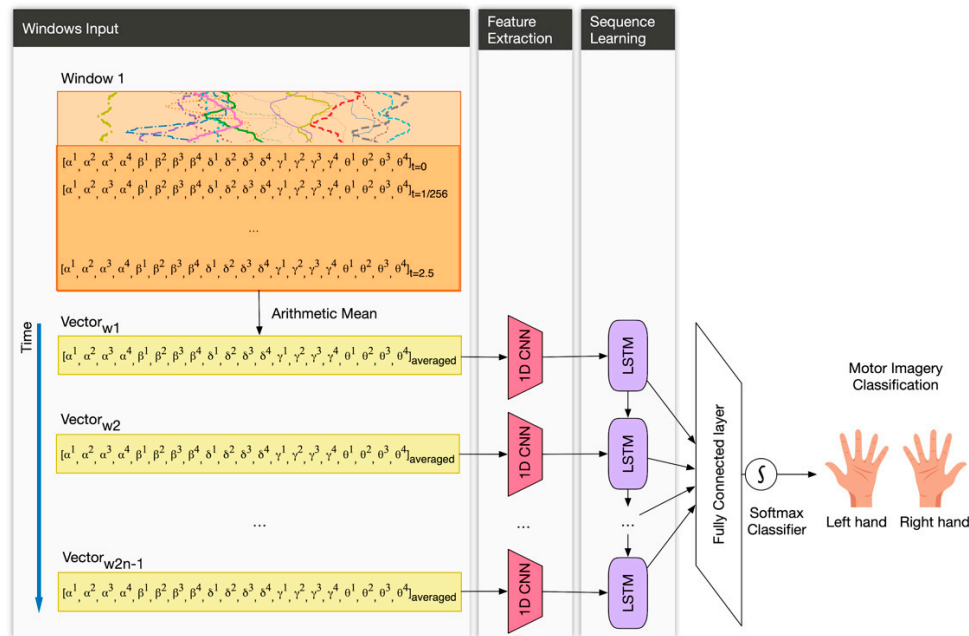 Windows Input
Feature
Extraction
Sequence
Learning
Window 1
[α¹, α², α³, α⁴, β¹, β², β³, β⁴, δ¹, δ², δ³, δ⁴, γ¹, γ², γ³, γ⁴, θ¹, θ², θ³, θ⁴]t=0
[α¹, α², α³, α⁴, β¹, β², β³, β⁴, δ¹, δ², δ³, δ⁴, γ¹, γ², γ³, γ⁴, θ¹, θ², θ³, θ⁴]t=1/256
...
[α¹, α², α³, α⁴, β¹, β², β³, β⁴, δ¹, δ², δ³, δ⁴, γ¹, γ², γ³, γ⁴, θ¹, θ², θ³, θ⁴]t=2.5
Arithmetic Mean
Time
Vectorw1
[α¹, α², α³, α⁴, β¹, β², β³, β⁴, δ¹, δ², δ³, δ⁴, γ¹, γ², γ³, γ⁴, θ¹, θ², θ³, θ⁴]averaged
1D CNN
LSTM
Vectorw2
[α¹, α², α³, α⁴, β¹, β², β³, β⁴, δ¹, δ², δ³, δ⁴, γ¹, γ², γ³, γ⁴, θ¹, θ², θ³, θ⁴]averaged
1D CNN
LSTM
...
...
...
Vectorw2n-1
[α¹, α², α³, α⁴, β¹, β², β³, β⁴, δ¹, δ², δ³, δ⁴, γ¹, γ², γ³, γ⁴, θ¹, θ², θ³, θ⁴]averaged
1D CNN
LSTM
Fully Connected layer
∫
Softmax
Classifier
Motor Imagery
Classification
Left hand
Right hand